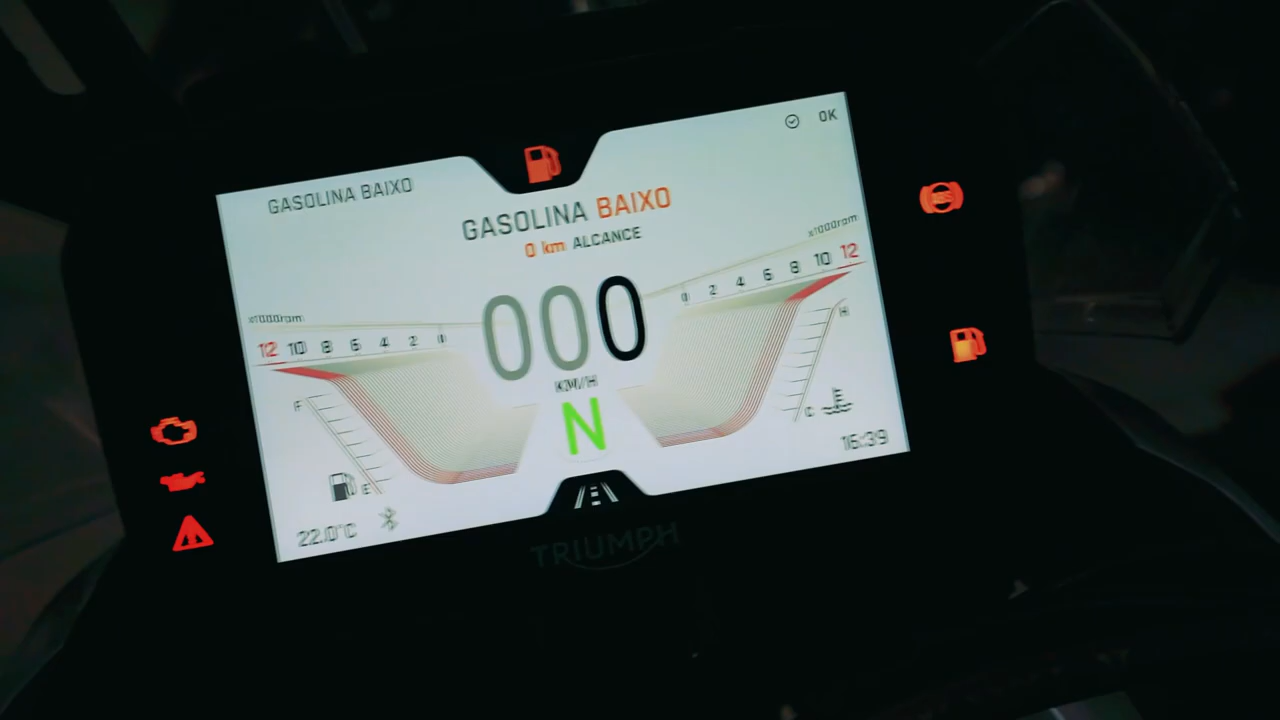 OK
GASOLINA BAIXO
GASOLINA BAIXO
0 km ALCANCE
x1000rpm
12 10 8 6 4 2 0
x1000rpm
0 2 4 6 8 10 12
000
KM/H
N
F
E
H
C
ABS
22.0°C
16:39
TRIUMPH